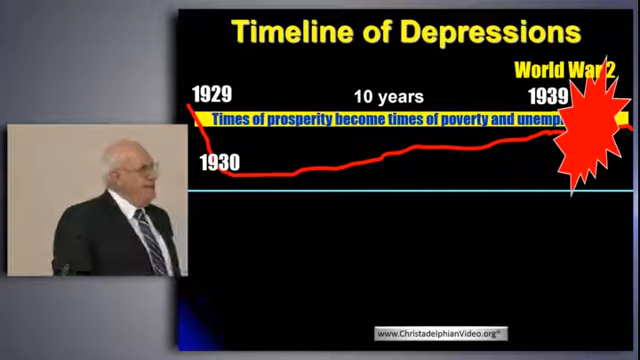 Timeline of Depressions
World War 2
1929
10 years
1939
Times of prosperity become times of poverty and
1930
www.ChristadelphianVideo.org